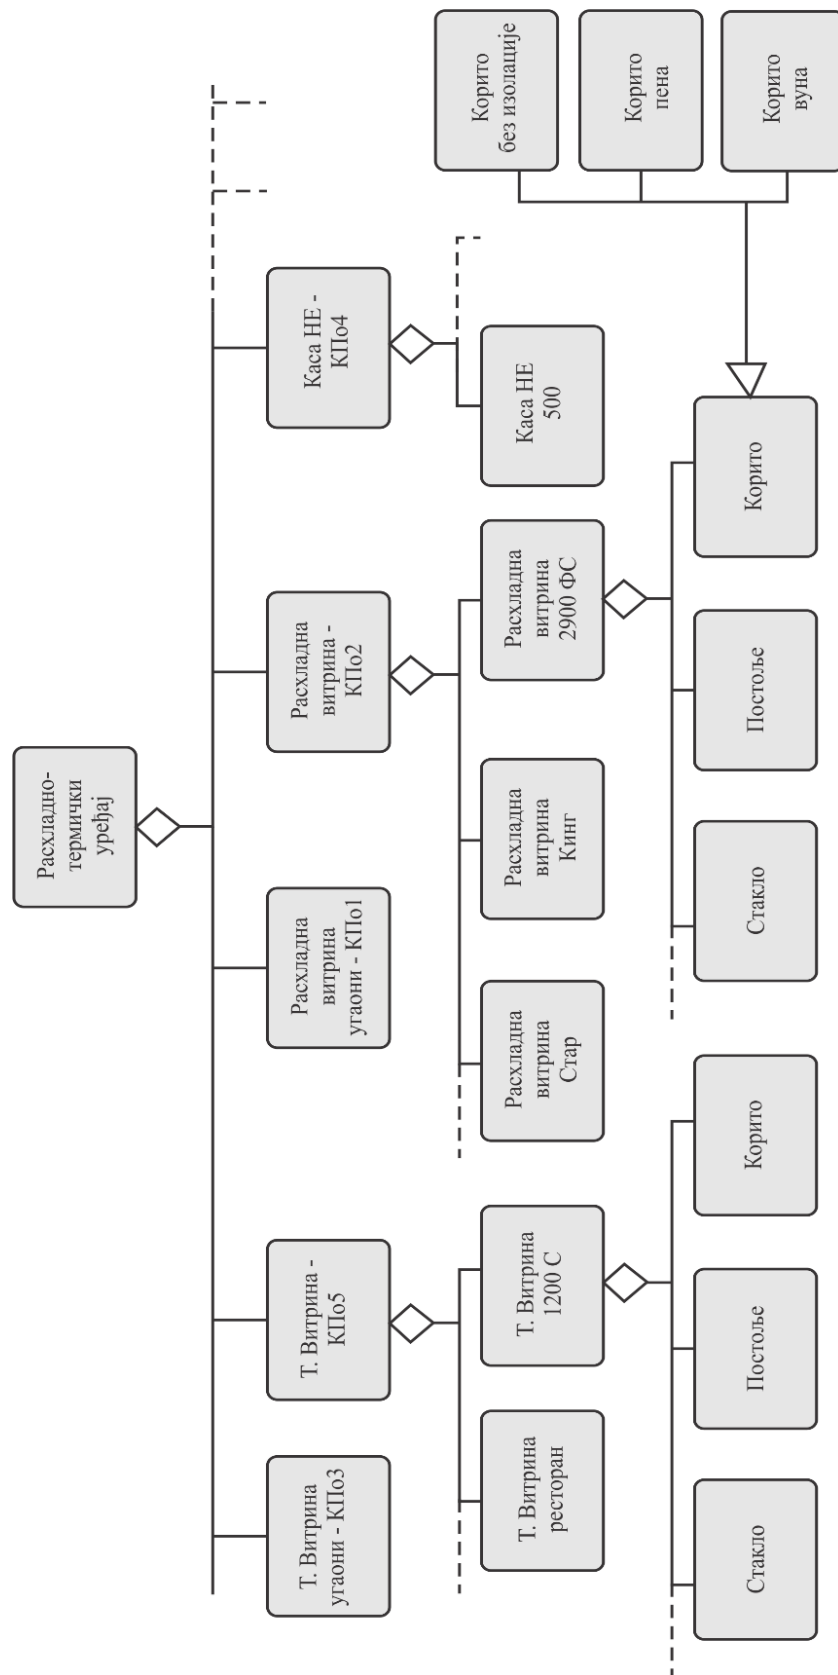 Расхладно-
термички
уређај
Т. Витрина
угаони - КПо3
Т. Витрина -
КПо5
Расхладна
витрина
угаони - КПо1
Расхладна
витрина -
КПо2
Каса НЕ -
КПо4
Т. Витрина
ресторан
Т. Витрина
1200 С
Расхладна
витрина
Стар
Расхладна
витрина
Кинг
Расхладна
витрина
2900 ФС
Каса НЕ
500
Стакло
Постоље
Корито
Стакло
Постоље
Корито
Корито
без изолације
Корито
пена
Корито
вуна